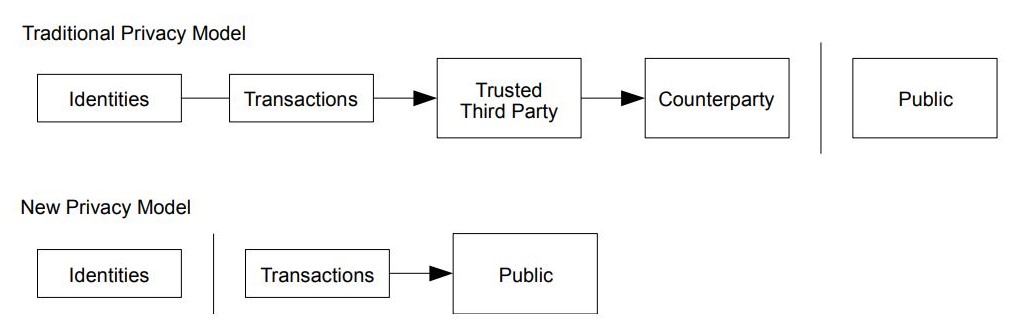 Traditional Privacy Model
Identities
Transactions
Trusted
Third Party
Counterparty
Public
New Privacy Model
Identities
Transactions
Public